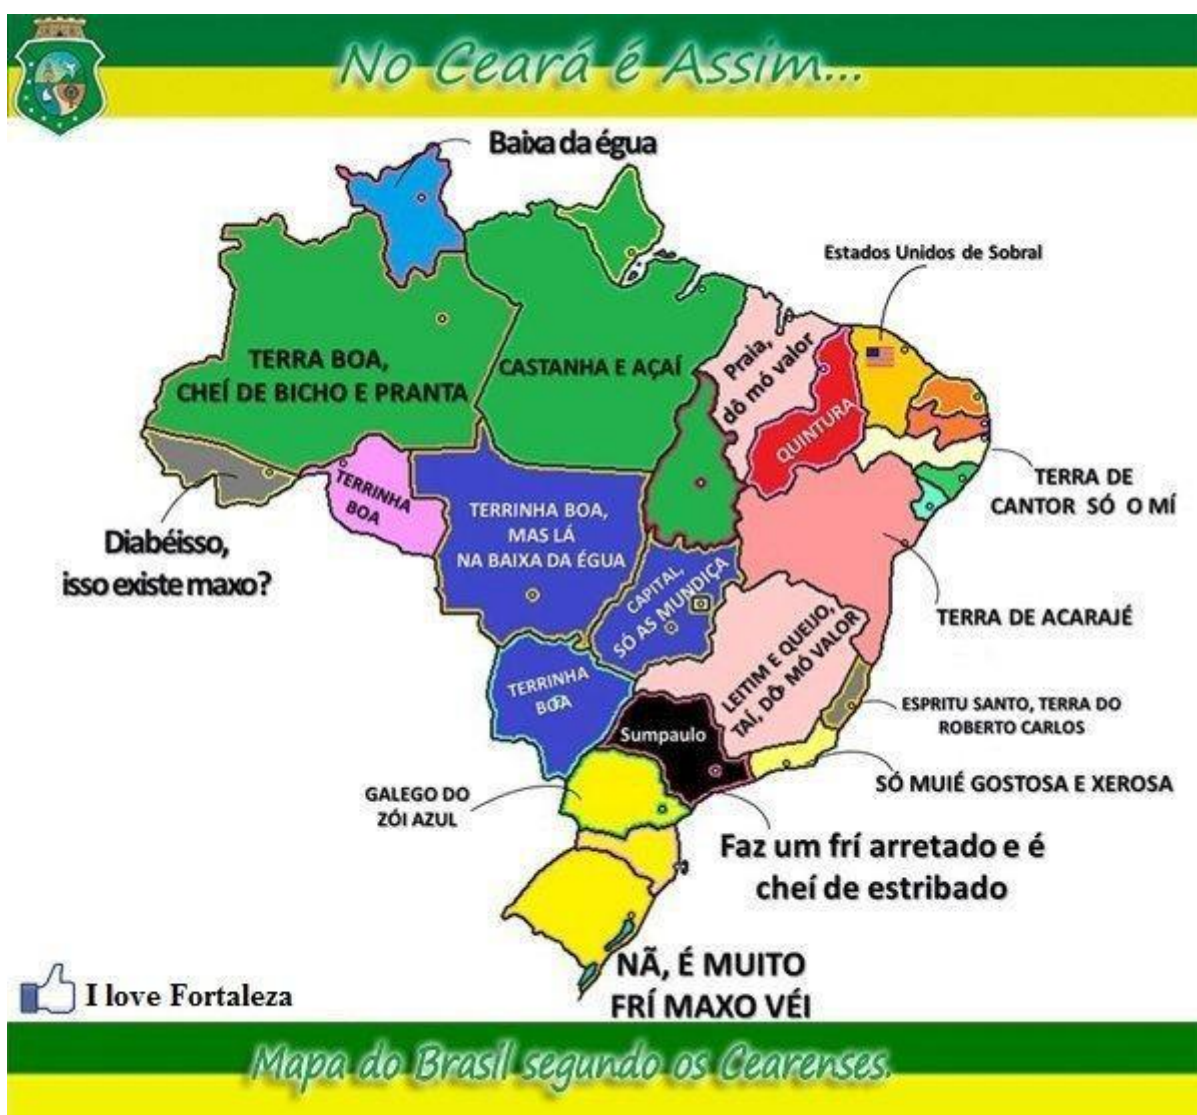 No Ceará é Assim...
Baixa da égua
Estados Unidos de Sobral
TERRA BOA,
CHEÍ DE BICHO E PRANTA
CASTANHA E AÇAÍ
Praia,
dô mó valor
QUINTURA
TERRINHA
BOA
TERRINHA BOA,
MAS LÁ
NA BAIXA DA ÉGUA
TERRA DE
CANTOR SÓ O MÍ
Diabéisso,
isso existe maxo?
CAPITAL,
SÓ AS MUNDIÇA
TERRA DE ACARAJÉ
LEITIM E QUEIJO,
TAÍ, DÔ MÓ VALOR
TERRINHA
BOA
ESPRITU SANTO, TERRA DO
ROBERTO CARLOS
Sumpaulo
SÓ MUIÉ GOSTOSA E XEROSA
GALEGO DO
ZÓI AZUL
Faz um frí arretado e é
cheí de estribado
NÃ, É MUITO
FRÍ MAXO VÉI
I love Fortaleza
Mapa do Brasil segundo os Cearenses.